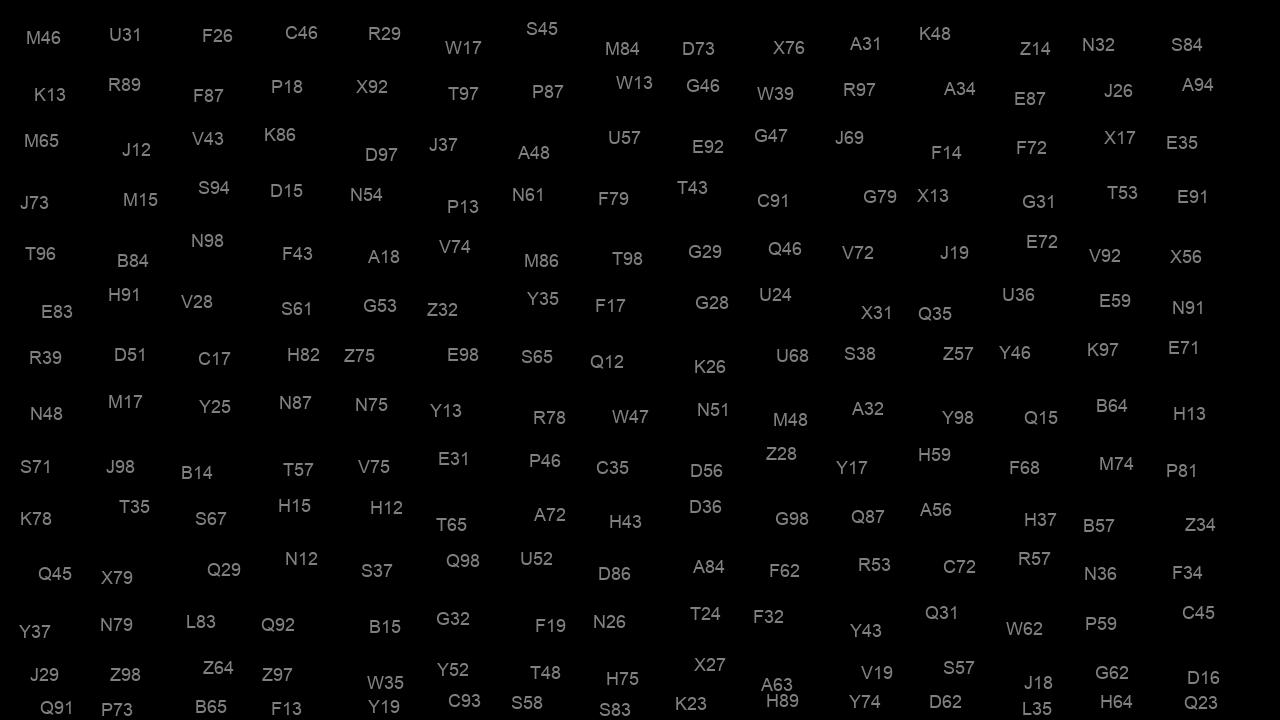 M46 U31 F26 C46 R29 W17 S45 M84 D73 X76 A31 K48 Z14 N32 S84
K13 R89 F87 P18 X92 T97 P87 W13 G46 W39 R97 A34 E87 J26 A94
M65 J12 V43 K86 D97 J37 A48 U57 E92 G47 J69 F14 F72 X17 E35
J73 M15 S94 D15 N54 P13 N61 F79 T43 C91 G79 X13 G31 T53 E91
T96 B84 N98 F43 A18 V74 M86 T98 G29 Q46 V72 J19 E72 V92 X56
E83 H91 V28 S61 G53 Z32 Y35 F17 G28 U24 X31 Q35 U36 E59 N91
R39 D51 C17 H82 Z75 E98 S65 Q12 K26 U68 S38 Z57 Y46 K97 E71
N48 M17 Y25 N87 N75 Y13 R78 W47 N51 M48 A32 Y98 Q15 B64 H13
S71 J98 B14 T57 V75 E31 P46 C35 D56 Z28 Y17 H59 F68 M74 P81
K78 T35 S67 H15 H12 T65 A72 H43 D36 G98 Q87 A56 H37 B57 Z34
Q45 X79 Q29 N12 S37 Q98 U52 D86 A84 F62 R53 C72 R57 N36 F34
Y37 N79 L83 Q92 B15 G32 F19 N26 T24 F32 Y43 Q31 W62 P59 C45
J29 Z98 Z64 Z97 W35 Y52 T48 H75 X27 A63 V19 S57 J18 G62 D16
Q91 P73 B65 F13 Y19 C93 S58 S83 K23 H89 Y74 D62 L35 H64 Q23